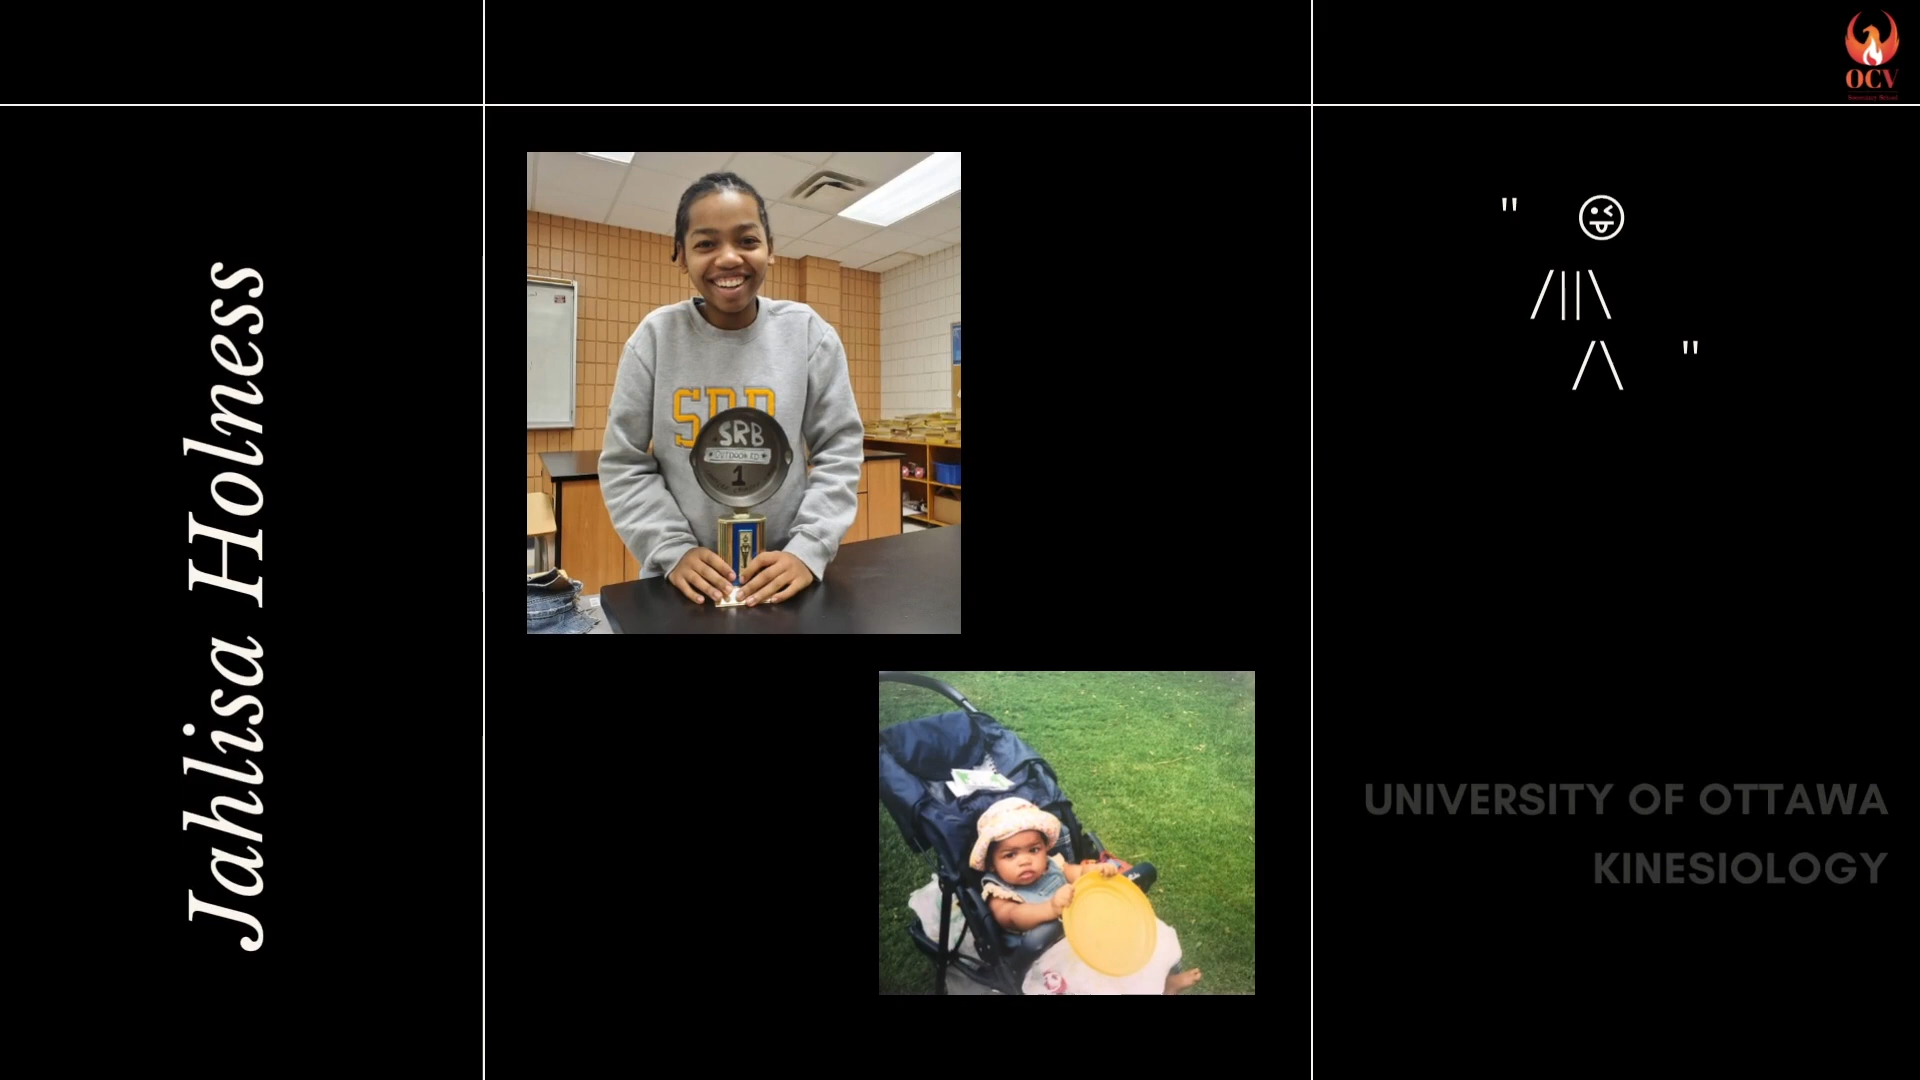 Jahlisa Holness
OCV
SRB
SRB
OUTDOOR ED
1
" 😜
/||\
/\ "
UNIVERSITY OF OTTAWA
KINESIOLOGY